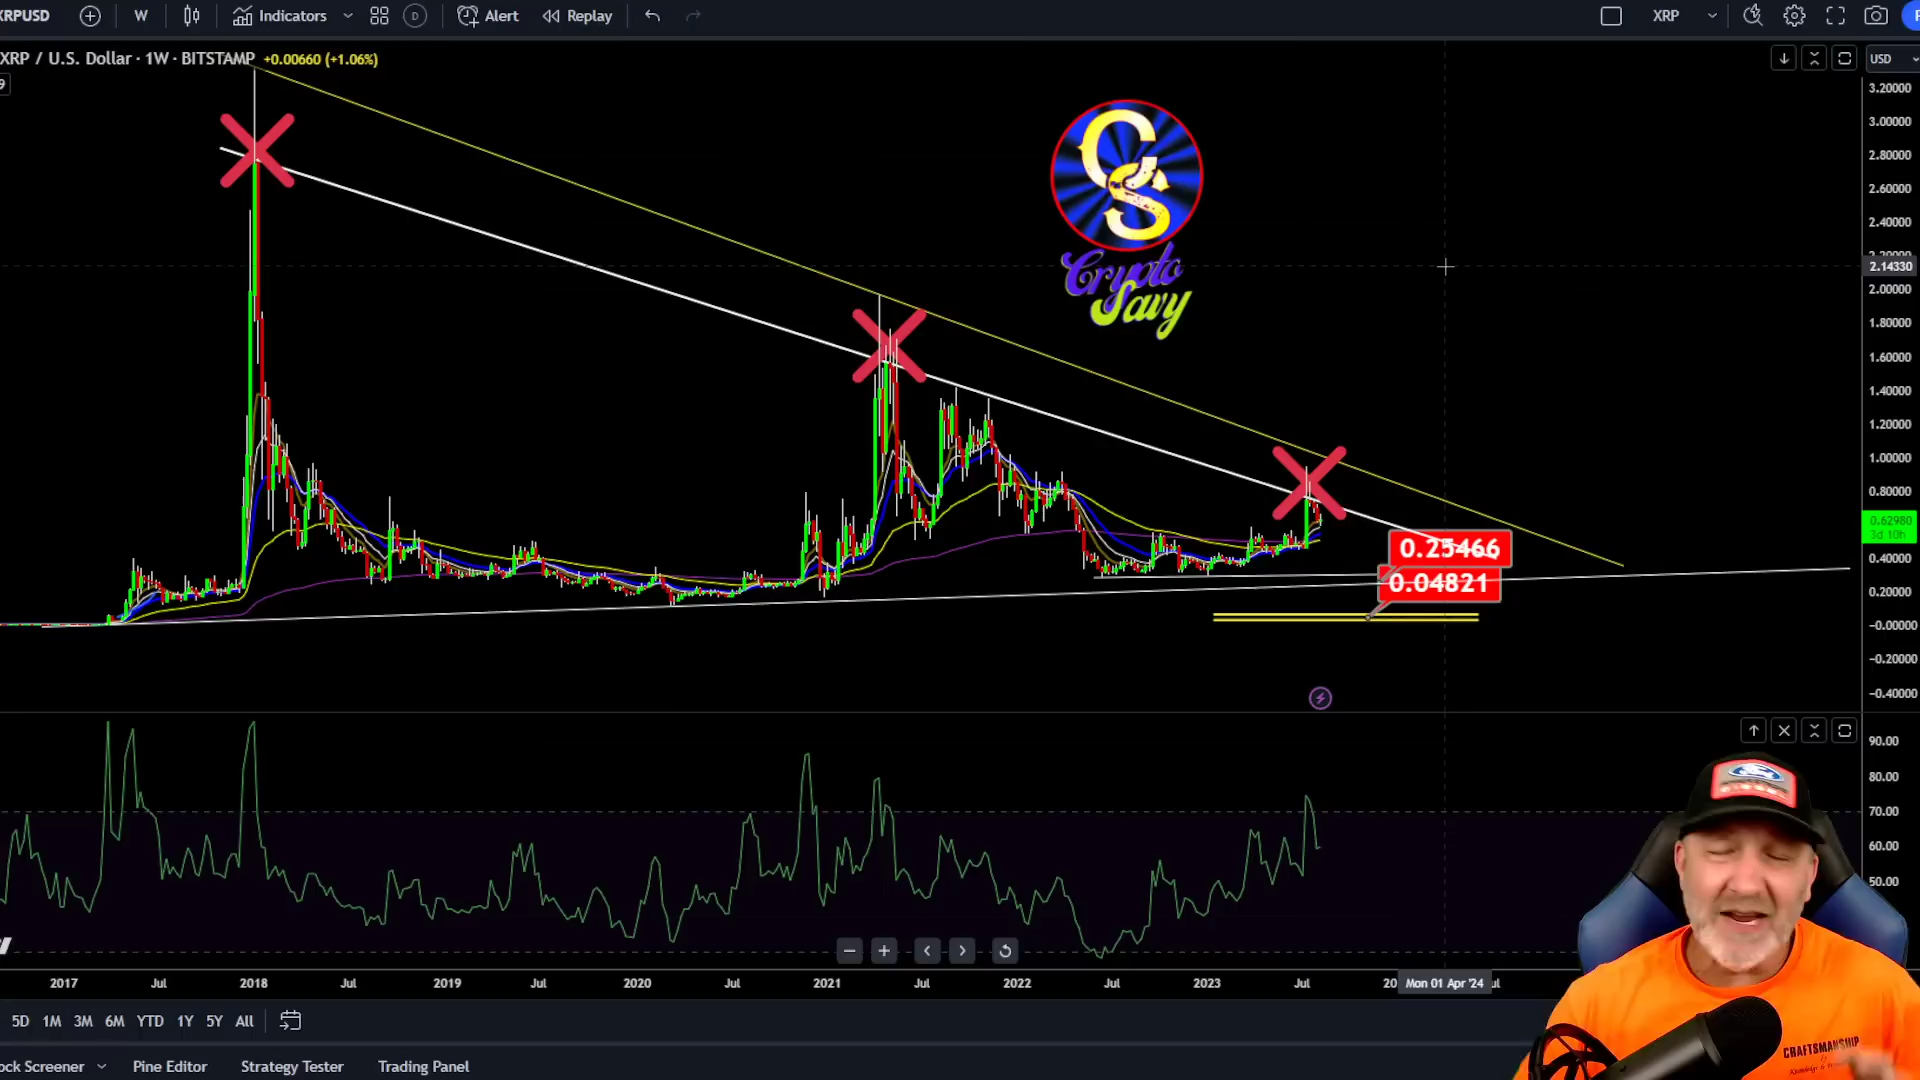 XRPUSD W Indicators D Alert Replay XRP
XRP / U.S. Dollar · 1W · BITSTAMP +0.00660 (+1.06%)
USD
9
3.20000
3.00000
2.80000
2.60000
2.40000
2.20000
2.14330
2.00000
1.80000
1.60000
1.40000
1.20000
1.00000
0.80000
0.62980
3d 10h
0.40000
0.20000
−0.00000
−0.20000
−0.40000
CS
Crypto
Savy
0.25466
0.04821
90.00
80.00
70.00
60.00
50.00
Ford
2017 Jul 2018 Jul 2019 Jul 2020 Jul 2021 Jul 2022 Jul 2023 Jul 20 Mon 01 Apr '24 ul
5D 1M 3M 6M YTD 1Y 5Y All
CRAFTSMANSHIP
ock Screener Pine Editor Strategy Tester Trading Panel